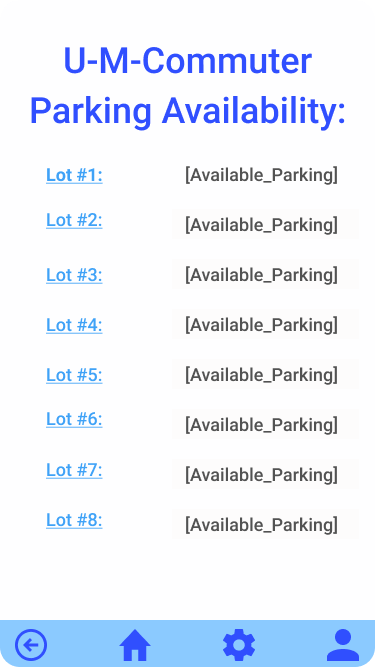 U-M-Commuter
Parking Availability:
Lot #1: [Available_Parking]
Lot #2: [Available_Parking]
Lot #3: [Available_Parking]
Lot #4: [Available_Parking]
Lot #5: [Available_Parking]
Lot #6: [Available_Parking]
Lot #7: [Available_Parking]
Lot #8: [Available_Parking]